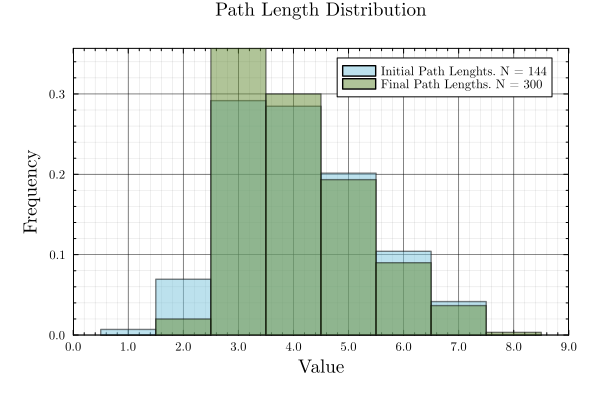 Path Length Distribution
Initial Path Lenghts. N = 144
Final Path Lengths. N = 300
Frequency
0.3
0.2
0.1
0.0
0.0 1.0 2.0 3.0 4.0 5.0 6.0 7.0 8.0 9.0
Value